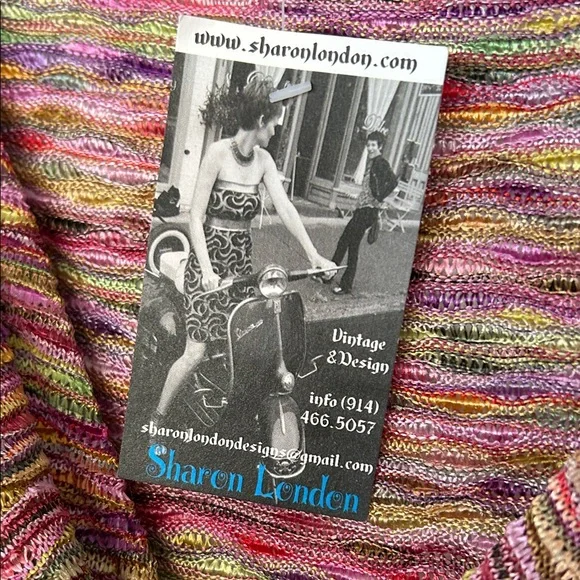 www.sharonlondon.com
Vintage
& Design
info (914)
466.5057
sharonlondondesigns@gmail.com
Sharon London